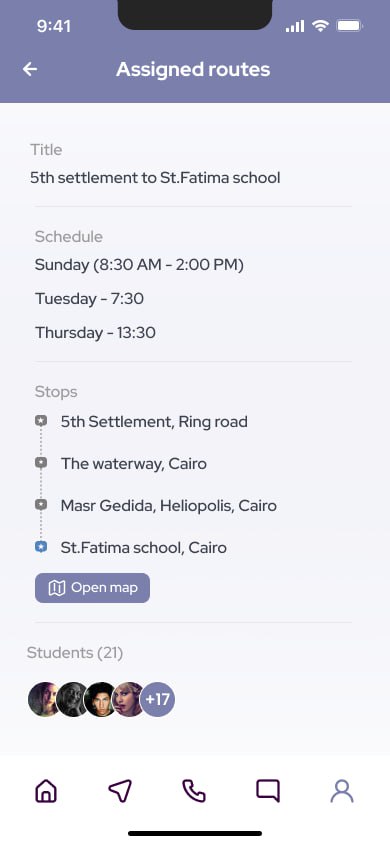 9:41
Assigned routes
Title
5th settlement to St.Fatima school
Schedule
Sunday (8:30 AM - 2:00 PM)
Tuesday - 7:30
Thursday - 13:30
Stops
5th Settlement, Ring road
The waterway, Cairo
Masr Gedida, Heliopolis, Cairo
St.Fatima school, Cairo
Open map
Students (21)
+17